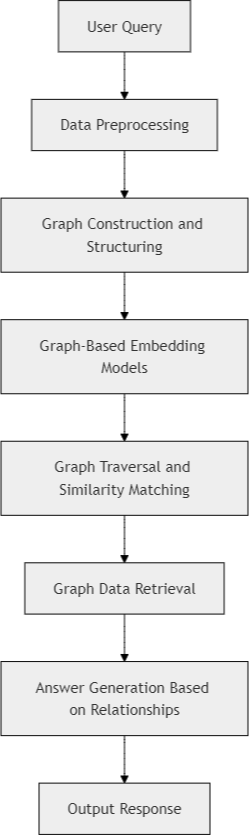 User Query
Data Preprocessing
Graph Construction and
Structuring
Graph-Based Embedding
Models
Graph Traversal and
Similarity Matching
Graph Data Retrieval
Answer Generation Based
on Relationships
Output Response